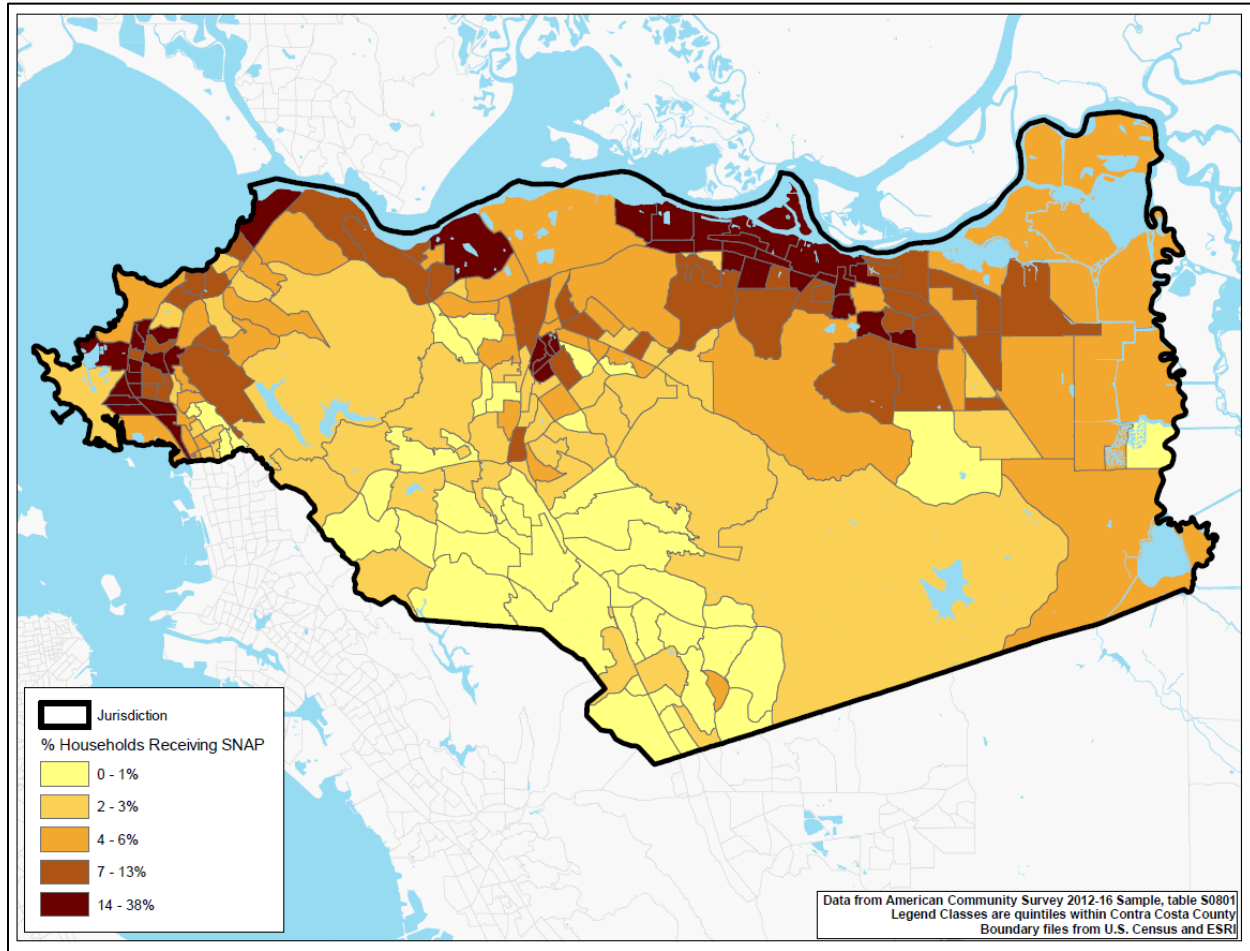 Jurisdiction
% Households Receiving SNAP
0 - 1%
2 - 3%
4 - 6%
7 - 13%
14 - 38%
Data from American Community Survey 2012-16 Sample, table S0801
Legend Classes are quintiles within Contra Costa County
Boundary files from U.S. Census and ESRI